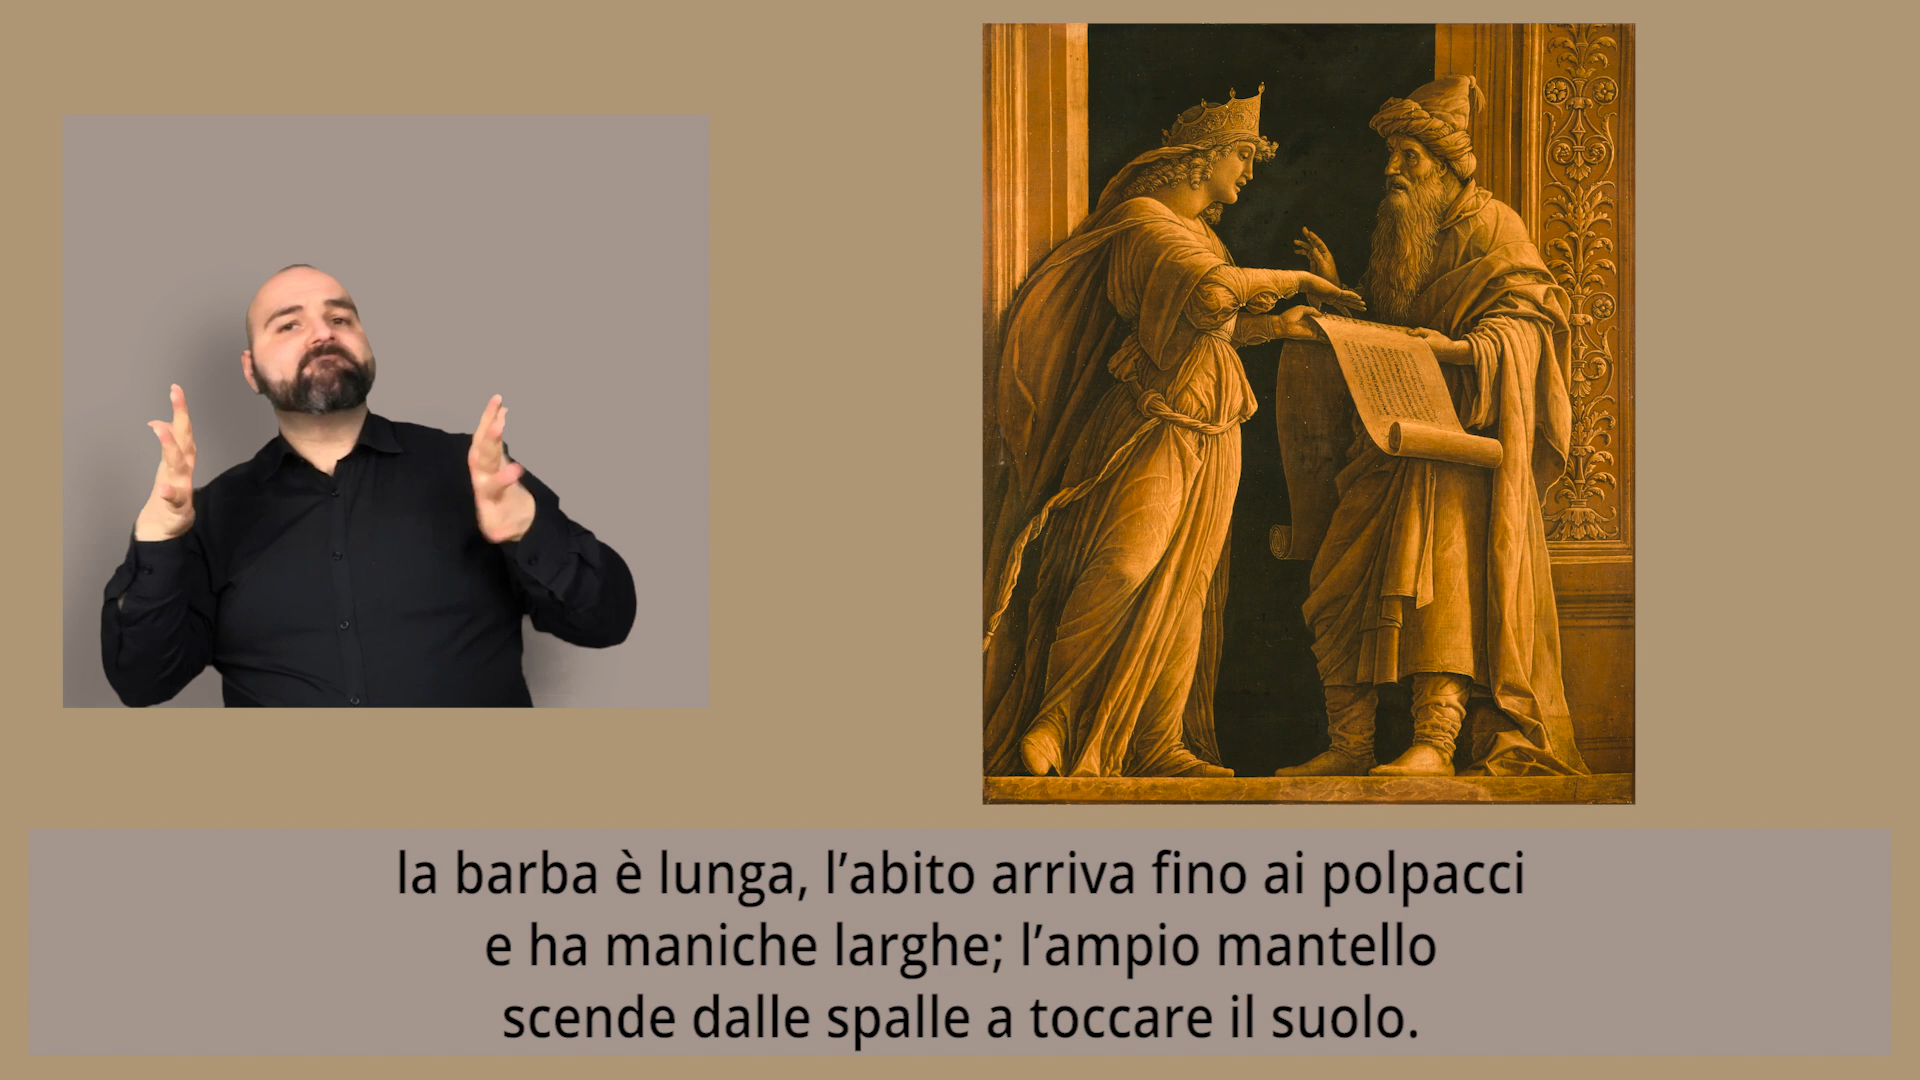 la barba è lunga, l’abito arriva fino ai polpacci
e ha maniche larghe; l’ampio mantello
scende dalle spalle a toccare il suolo.